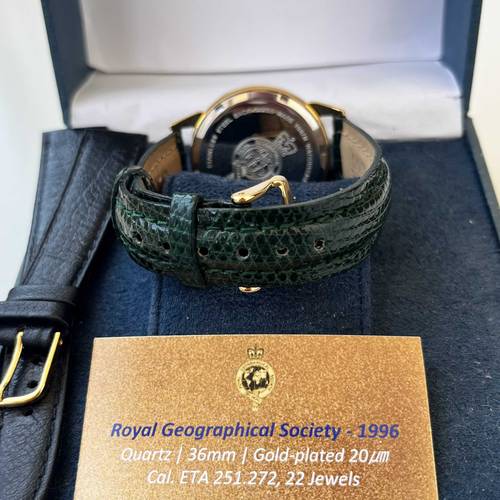 Royal Geographical Society - 1996
Quartz | 36mm | Gold-plated 20㎛
Cal. ETA 251.272, 22 Jewels